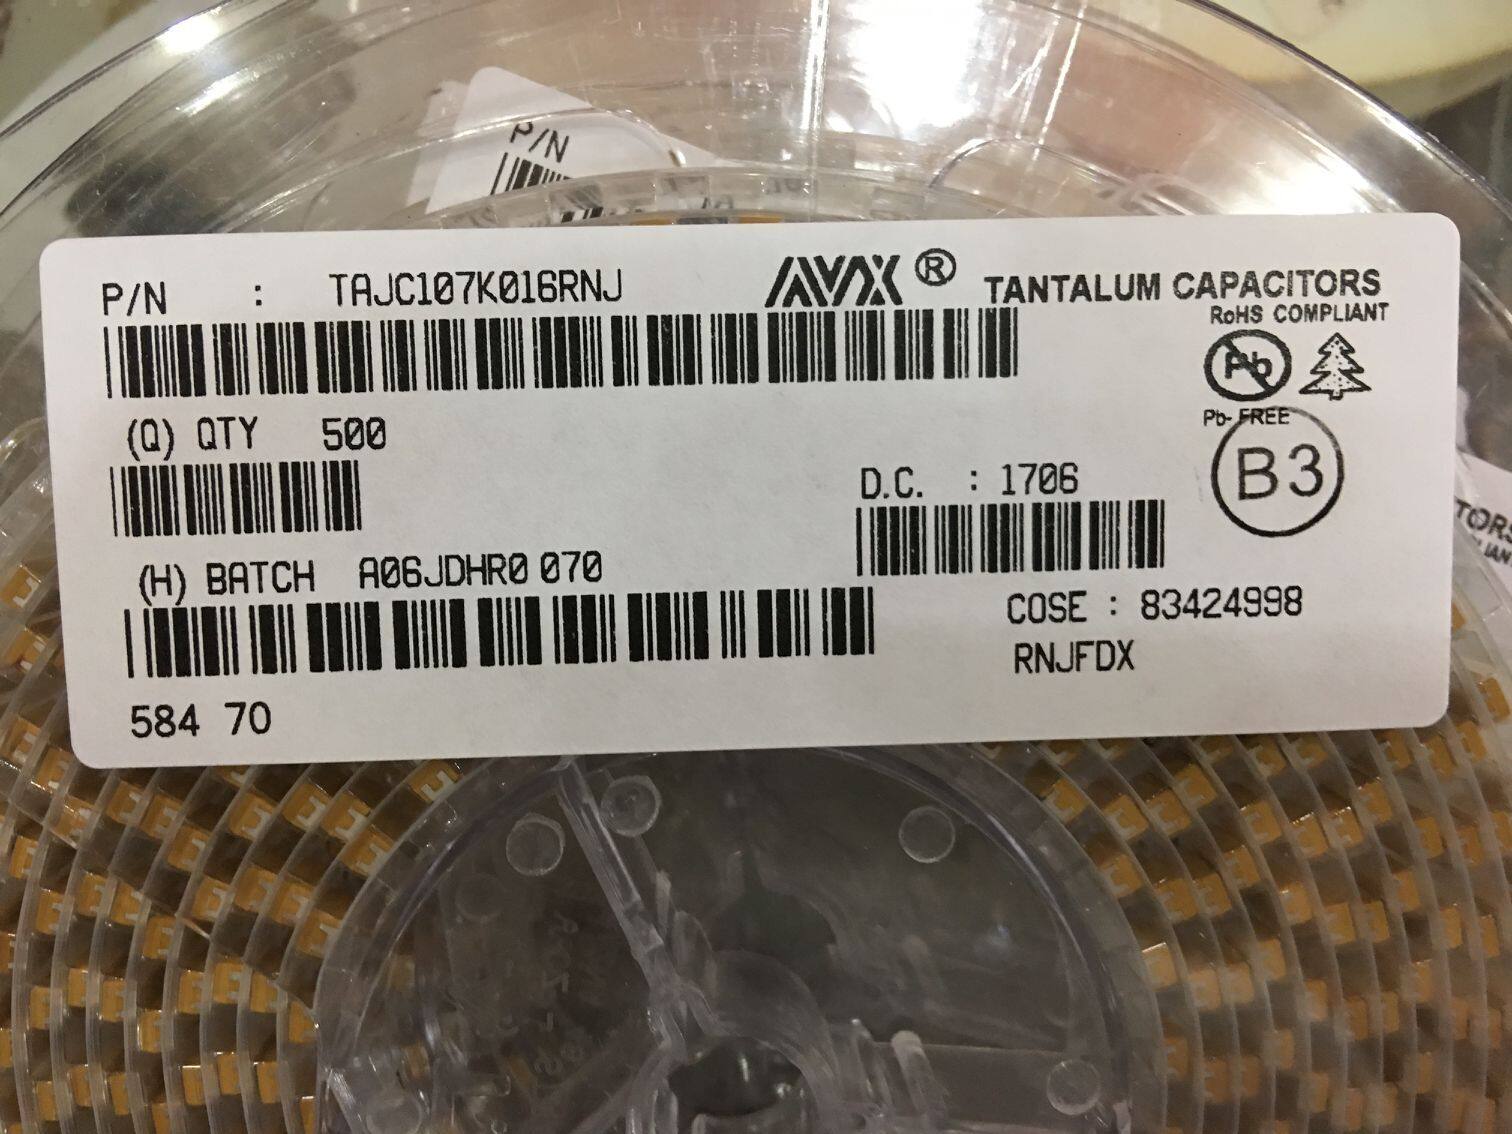 P/N
P/N : TAJC107K016RNJ
AVX ® TANTALUM CAPACITORS
RoHS COMPLIANT
Pb
Pb-FREE
(Q) QTY 500
B3
D.C. : 1706
(H) BATCH A06JDHR0 070
COSE : 83424998
RNJFDX
584 70